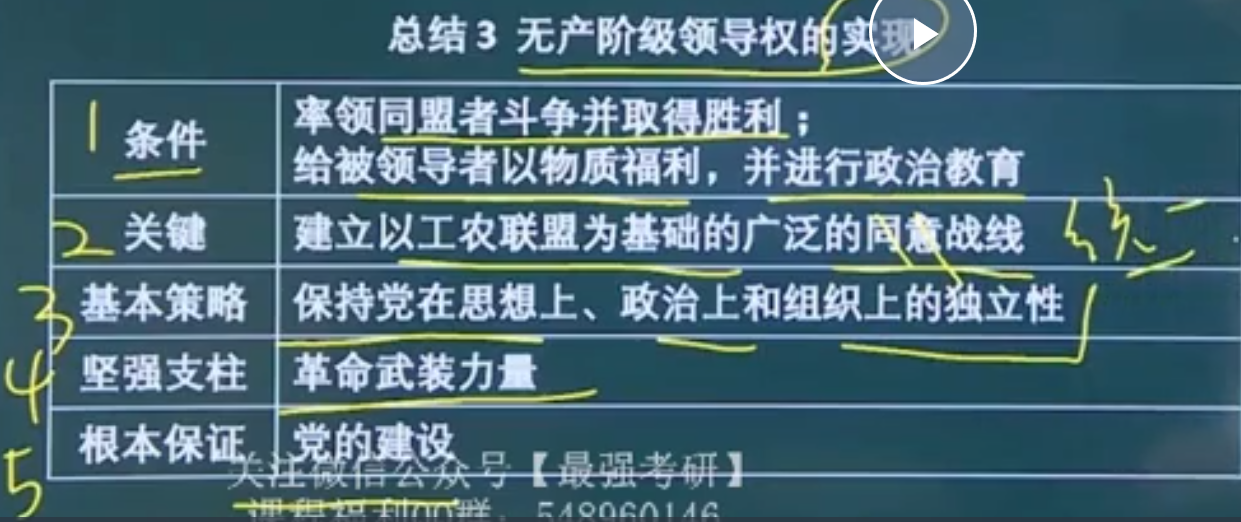 总结 3 无产阶级领导权的实现
1 条件
率领同盟者斗争并取得胜利；
给被领导者以物质福利，并进行政治教育
2 关键 建立以工农联盟为基础的广泛的同意战线 统一
3 基本策略 保持党在思想上、政治上和组织上的独立性
4 坚强支柱 革命武装力量
5 根本保证 党的建设
关注微信公众号【最强考研】
课程福利QQ群：548960146